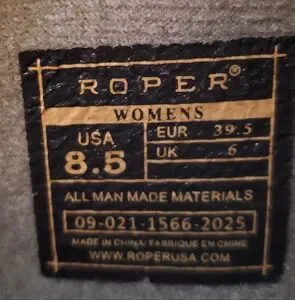 ROPER®
WOMENS
USA 8.5
EUR 39.5
UK 6
ALL MAN MADE MATERIALS
09-021-1566-2025
MADE IN CHINA/FABRIQUE EN CHINE
WWW.ROPERUSA.COM